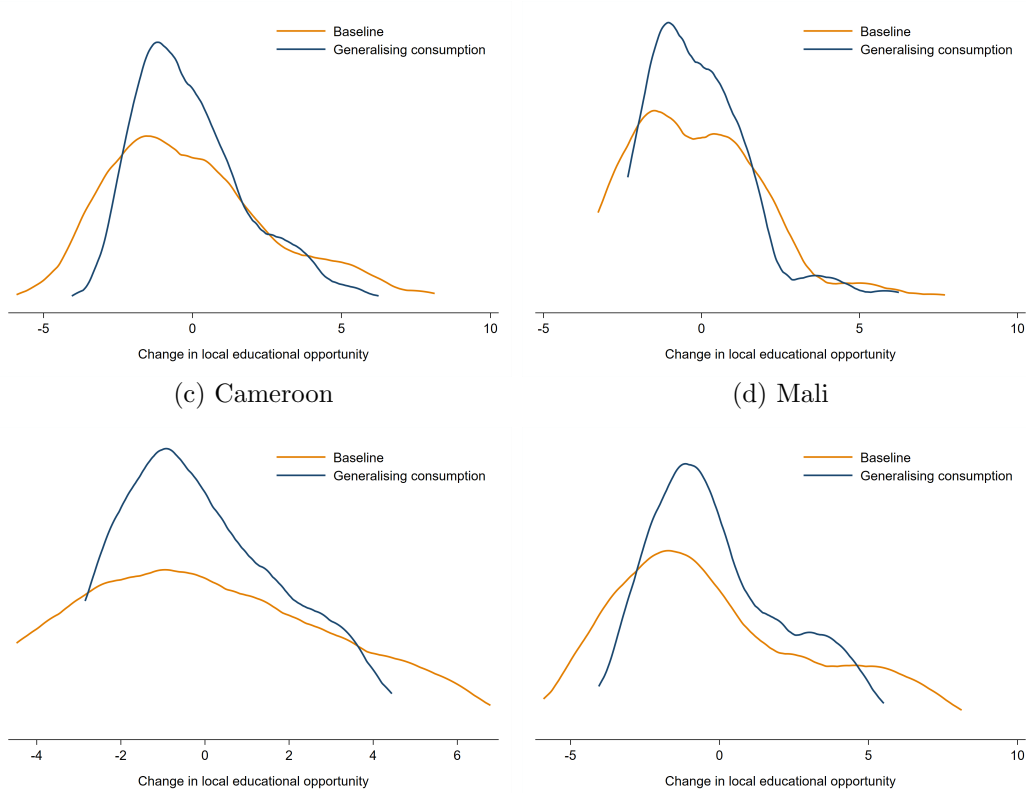 Baseline
Generalising consumption
-5 0 5 10
Change in local educational opportunity
Baseline
Generalising consumption
-5 0 5 10
Change in local educational opportunity
(c) Cameroon
(d) Mali
Baseline
Generalising consumption
-4 -2 0 2 4 6
Change in local educational opportunity
Baseline
Generalising consumption
-5 0 5 10
Change in local educational opportunity